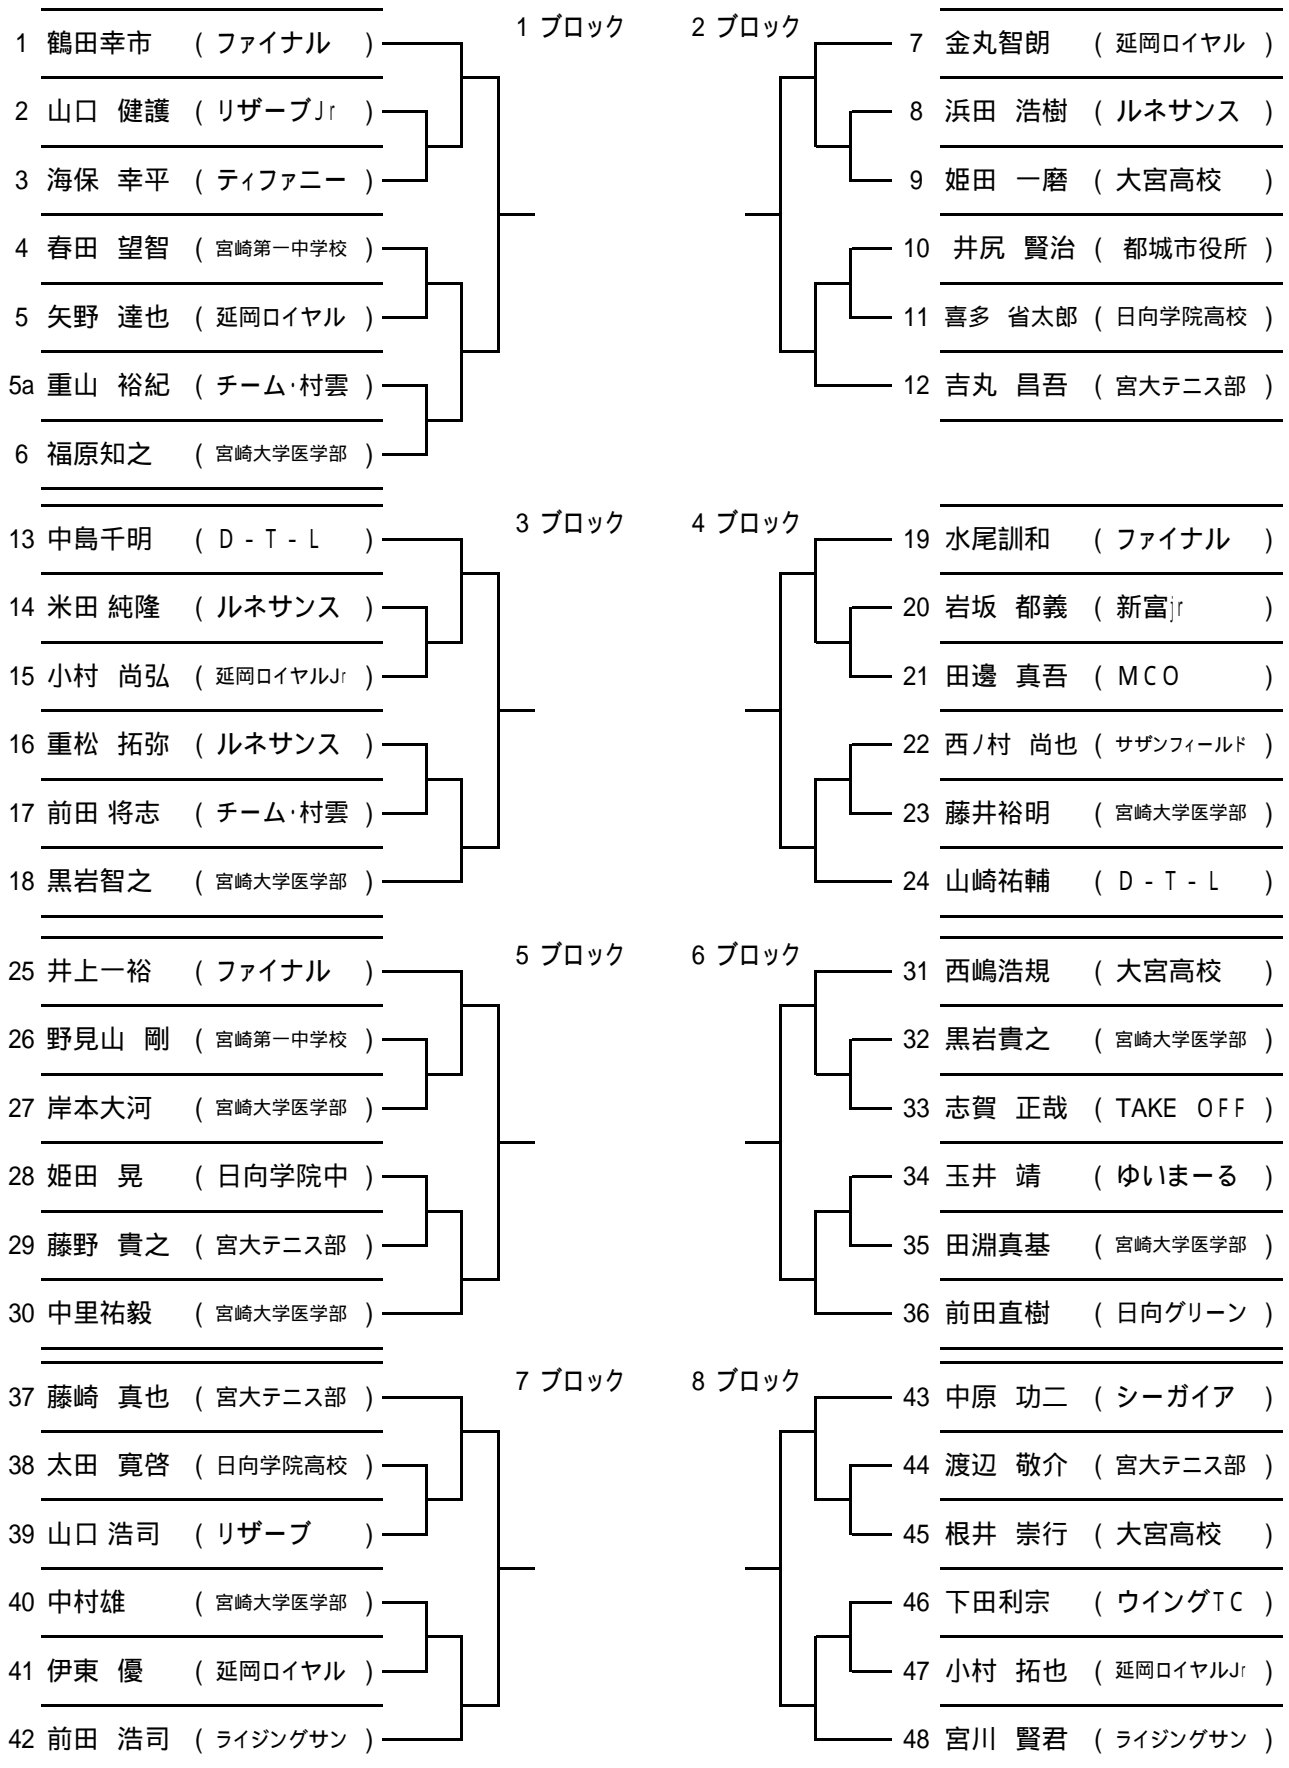 1 ブロック
1 鶴田幸市 ( ファイナル )
2 山口 健護 ( リザーブJr )
3 海保 幸平 ( ティファニー )
4 春田 望智 ( 宮崎第一中学校 )
5 矢野 達也 ( 延岡ロイヤル )
5a 重山 裕紀 ( チーム・村雲 )
6 福原知之 ( 宮崎大学医学部 )
2 ブロック
7 金丸智朗 ( 延岡ロイヤル )
8 浜田 浩樹 ( ルネサンス )
9 姫田 一磨 ( 大宮高校 )
10 井尻 賢治 ( 都城市役所 )
11 喜多 省太郎 ( 日向学院高校 )
12 吉丸 昌吾 ( 宮大テニス部 )
3 ブロック
13 中島千明 ( D - T - L )
14 米田 純隆 ( ルネサンス )
15 小村 尚弘 ( 延岡ロイヤルJr )
16 重松 拓弥 ( ルネサンス )
17 前田 将志 ( チーム・村雲 )
18 黒岩智之 ( 宮崎大学医学部 )
4 ブロック
19 水尾訓和 ( ファイナル )
20 岩坂 都義 ( 新富jr )
21 田邊 真吾 ( MCO )
22 西ノ村 尚也 ( サザンフィールド )
23 藤井裕明 ( 宮崎大学医学部 )
24 山崎祐輔 ( D - T - L )
5 ブロック
25 井上一裕 ( ファイナル )
26 野見山 剛 ( 宮崎第一中学校 )
27 岸本大河 ( 宮崎大学医学部 )
28 姫田 晃 ( 日向学院中 )
29 藤野 貴之 ( 宮大テニス部 )
30 中里祐毅 ( 宮崎大学医学部 )
6 ブロック
31 西嶋浩規 ( 大宮高校 )
32 黒岩貴之 ( 宮崎大学医学部 )
33 志賀 正哉 ( TAKE OFF )
34 玉井 靖 ( ゆいまーる )
35 田淵真基 ( 宮崎大学医学部 )
36 前田直樹 ( 日向グリーン )
7 ブロック
37 藤崎 真也 ( 宮大テニス部 )
38 太田 寛啓 ( 日向学院高校 )
39 山口 浩司 ( リザーブ )
40 中村雄 ( 宮崎大学医学部 )
41 伊東 優 ( 延岡ロイヤル )
42 前田 浩司 ( ライジングサン )
8 ブロック
43 中原 功二 ( シーガイア )
44 渡辺 敬介 ( 宮大テニス部 )
45 根井 崇行 ( 大宮高校 )
46 下田利宗 ( ウイングTC )
47 小村 拓也 ( 延岡ロイヤルJr )
48 宮川 賢君 ( ライジングサン )